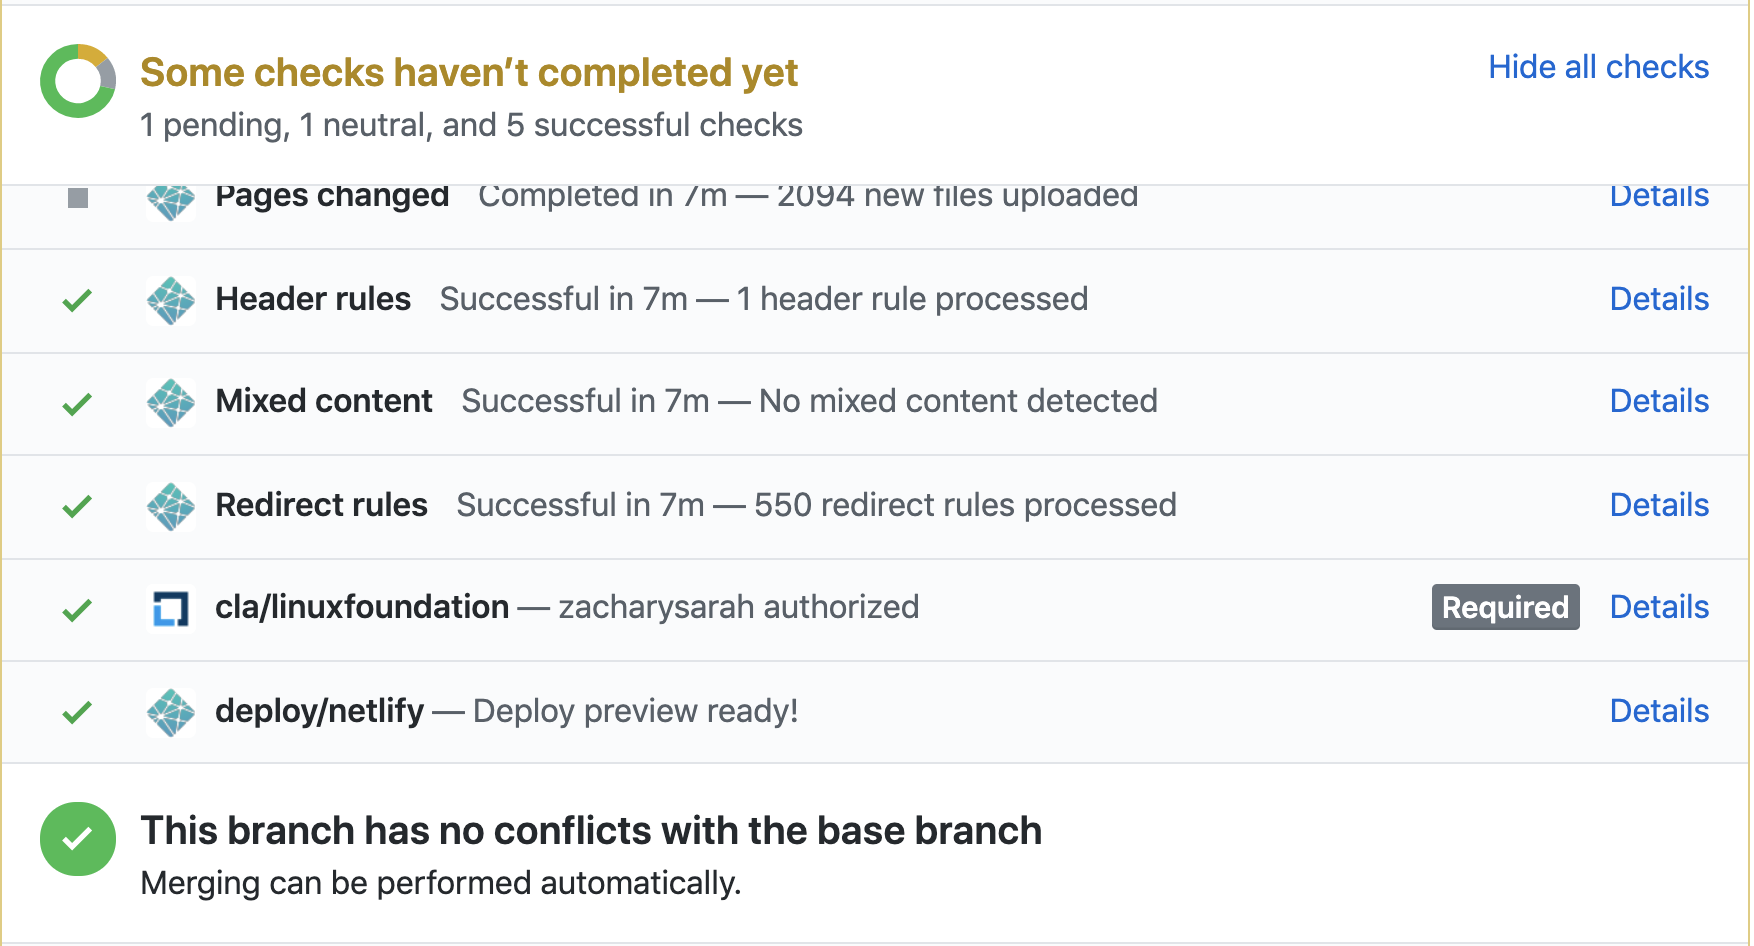 Some checks haven’t completed yet
Hide all checks
1 pending, 1 neutral, and 5 successful checks
Pages changed Completed in 7m — 2094 new files uploaded Details
Header rules Successful in 7m — 1 header rule processed Details
Mixed content Successful in 7m — No mixed content detected Details
Redirect rules Successful in 7m — 550 redirect rules processed Details
cla/linuxfoundation — zacharysarah authorized Required Details
deploy/netlify — Deploy preview ready! Details
This branch has no conflicts with the base branch
Merging can be performed automatically.